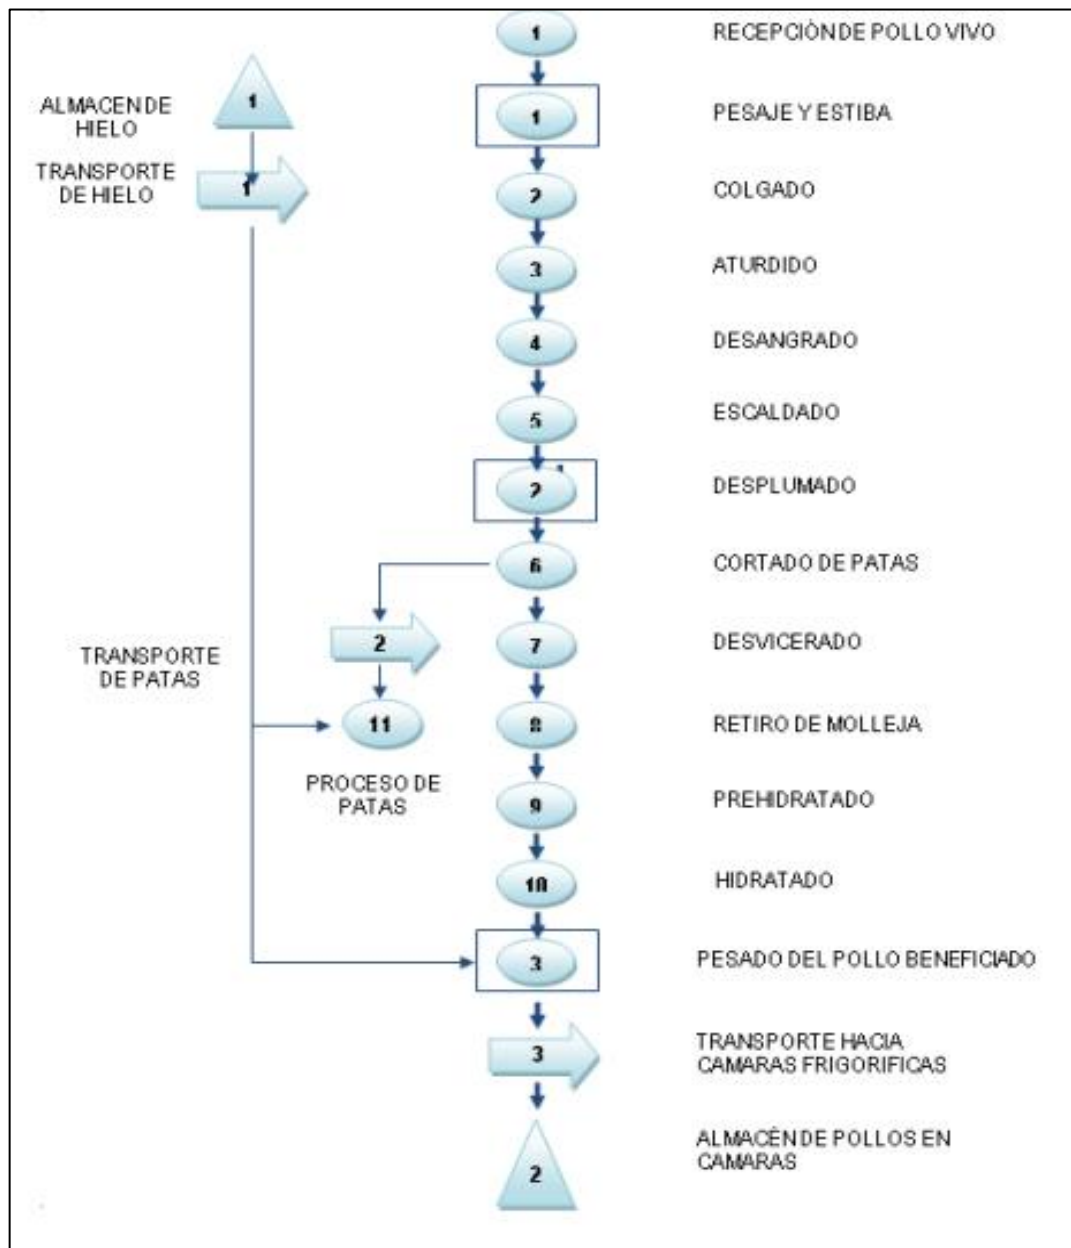 1
RECEPCIÓN DE POLLO VIVO
ALMACEN DE
HIELO
1
1
PESAJE Y ESTIBA
TRANSPORTE
DE HIELO
1
2
COLGADO
3
ATURDIDO
4
DESANGRADO
5
ESCALDADO
2
DESPLUMADO
6
CORTADO DE PATAS
TRANSPORTE
DE PATAS
2
7
DESVICERADO
11
8
RETIRO DE MOLLEJA
PROCESO DE
PATAS
9
PREHIDRATADO
10
HIDRATADO
3
PESADO DEL POLLO BENEFICIADO
3
TRANSPORTE HACIA
CAMARAS FRIGORIFICAS
2
ALMACÉN DE POLLOS EN
CAMARAS